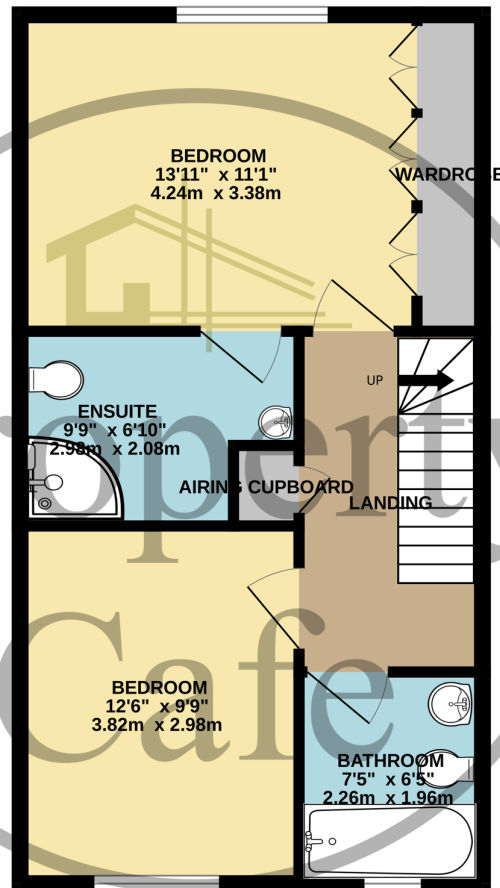 BEDROOM
13'11" x 11'1"
4.24m x 3.38m
WARDROBE
UP
ENSUITE
9'9" x 6'10"
2.98m x 2.08m
AIRING CUPBOARD
LANDING
BEDROOM
12'6" x 9'9"
3.82m x 2.98m
BATHROOM
7'5" x 6'5"
2.26m x 1.96m
Property
Cafe